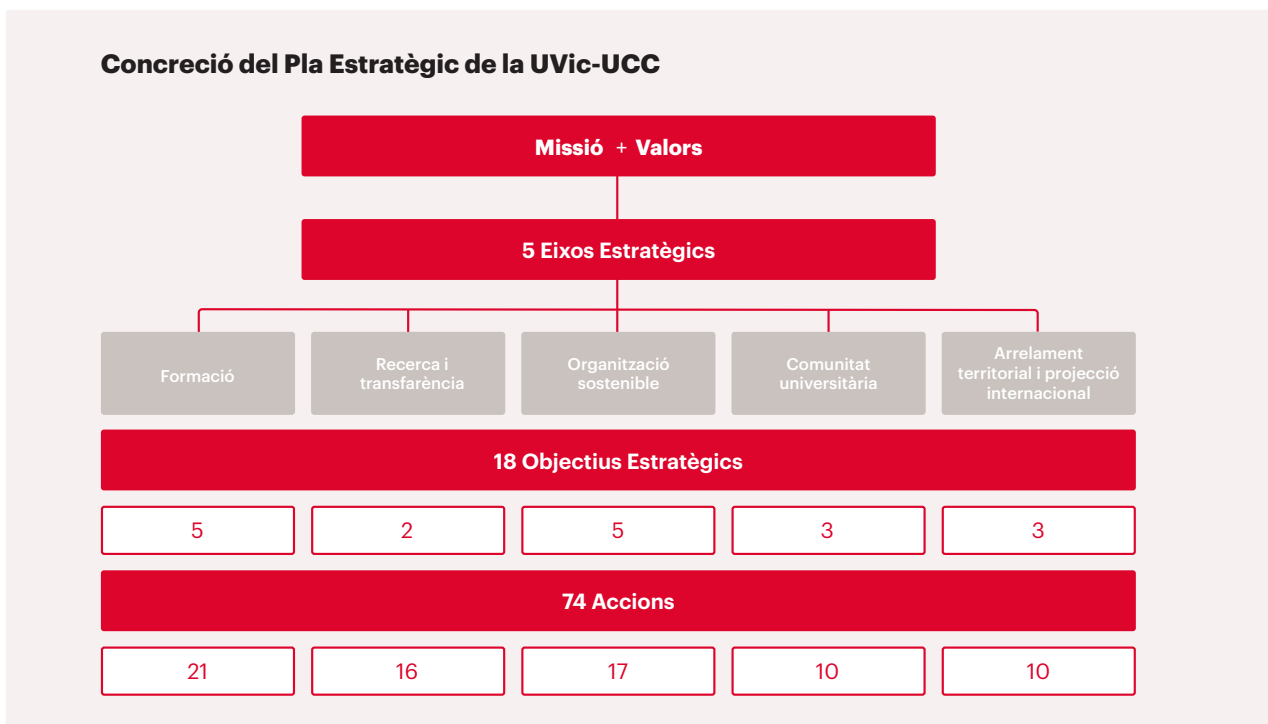 Concreció del Pla Estratègic de la UVic-UCC
Missió + Valors
5 Eixos Estratègics
Formació
Recerca i
transfarència
Organització
sostenible
Comunitat
universitària
Arrelament
territorial i projecció
internacional
18 Objectius Estratègics
5
2
5
3
3
74 Accions
21
16
17
10
10